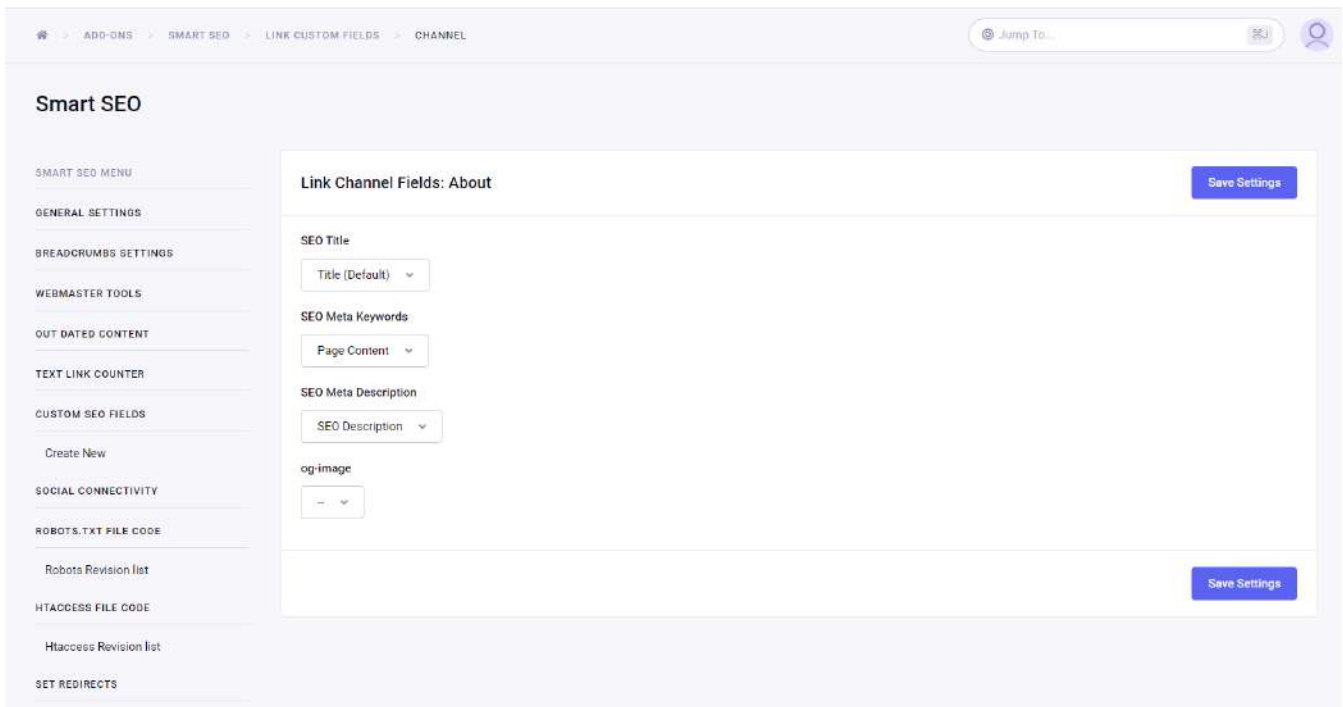 ADD-ONS > SMART SEO > LINK CUSTOM FIELDS > CHANNEL
Jump To...
⌘J
Smart SEO
SMART SEO MENU
GENERAL SETTINGS
BREADCRUMBS SETTINGS
WEBMASTER TOOLS
OUT DATED CONTENT
TEXT LINK COUNTER
CUSTOM SEO FIELDS
Create New
SOCIAL CONNECTIVITY
ROBOTS.TXT FILE CODE
Robots Revision list
HTACCESS FILE CODE
Htaccess Revision list
SET REDIRECTS
Link Channel Fields: About
Save Settings
SEO Title
Title (Default)
SEO Meta Keywords
Page Content
SEO Meta Description
SEO Description
og-image
--
Save Settings